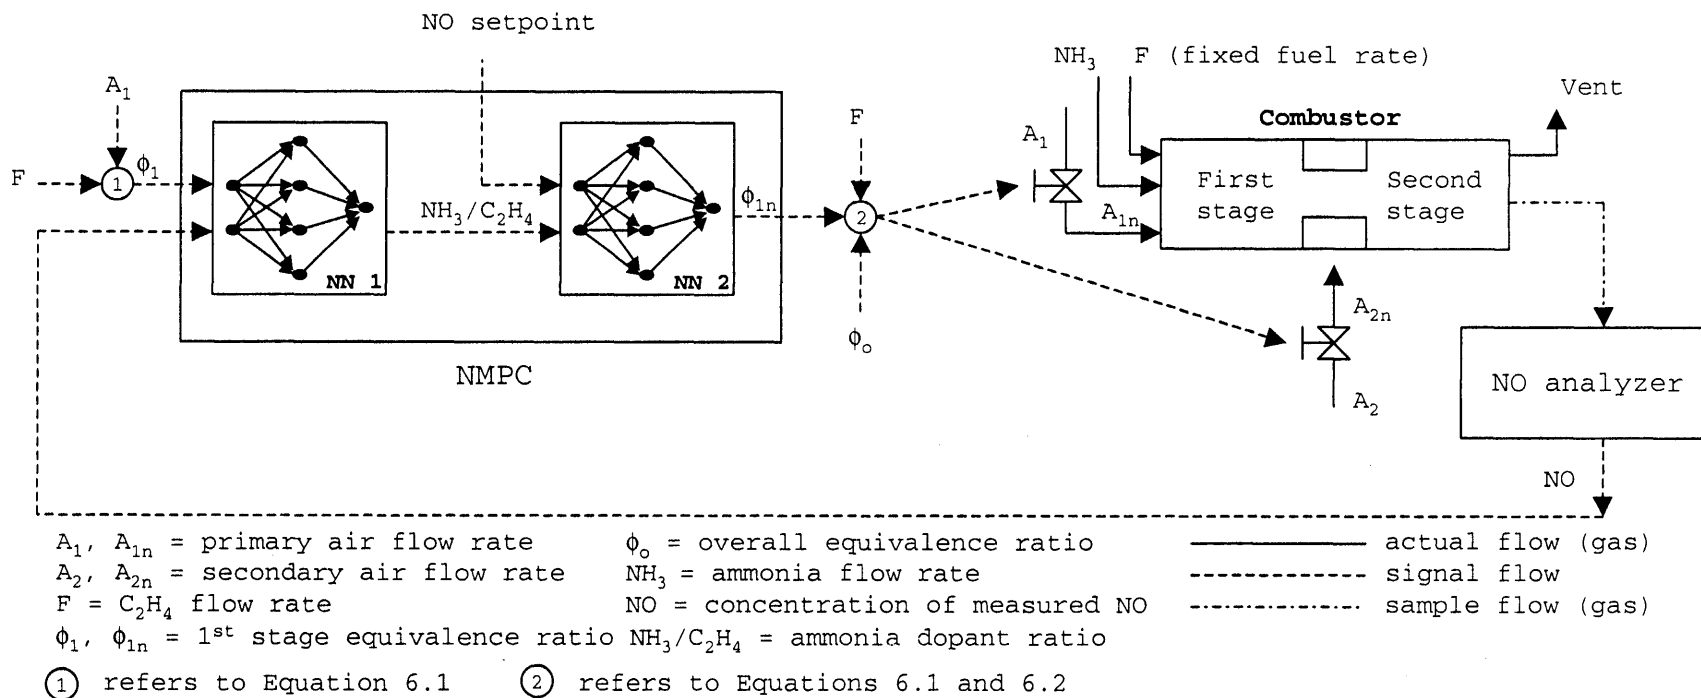 NO setpoint
NH₃ F (fixed fuel rate)
A₁
Vent
F
Combustor
A₁
F
1
ϕ₁
First stage
Second stage
NH₃/C₂H₄
ϕ₁ₙ
2
A₁ₙ
NN 1
NN 2
A₂ₙ
ϕₒ
NMPC
NO analyzer
A₂
NO
A₁, A₁ₙ = primary air flow rate
A₂, A₂ₙ = secondary air flow rate
F = C₂H₄ flow rate
ϕ₁, ϕ₁ₙ = 1ˢᵗ stage equivalence ratio
ϕₒ = overall equivalence ratio
NH₃ = ammonia flow rate
NO = concentration of measured NO
NH₃/C₂H₄ = ammonia dopant ratio
actual flow (gas)
signal flow
sample flow (gas)
1 refers to Equation 6.1
2 refers to Equations 6.1 and 6.2